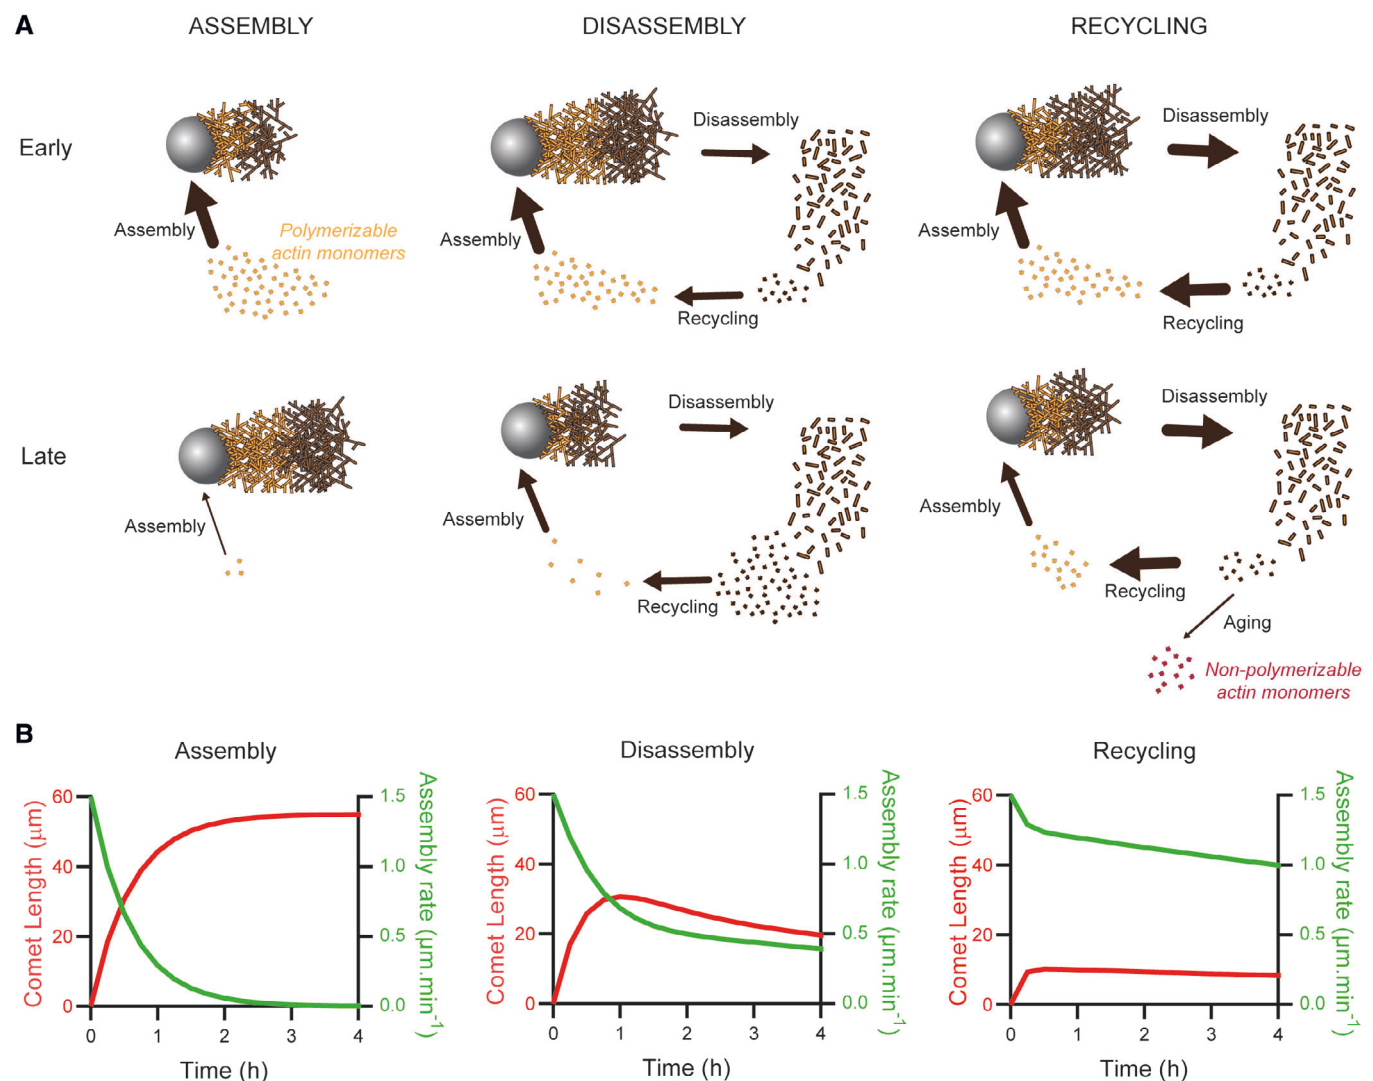 A
ASSEMBLY
DISASSEMBLY
RECYCLING
Early
Assembly
Polymerizable
actin monomers
Disassembly
Assembly
Recycling
Disassembly
Assembly
Recycling
Late
Assembly
Disassembly
Assembly
Recycling
Disassembly
Assembly
Recycling
Aging
Non-polymerizable
actin monomers
B
Assembly
Comet Length (μm)
60
40
20
0
Assembly rate (μm.min⁻¹)
1.5
1.0
0.5
0.0
0 1 2 3 4
Time (h)
Disassembly
Comet Length (μm)
60
40
20
0
Assembly rate (μm.min⁻¹)
1.5
1.0
0.5
0.0
0 1 2 3 4
Time (h)
Recycling
Comet Length (μm)
60
40
20
0
Assembly rate (μm.min⁻¹)
1.5
1.0
0.5
0.0
0 1 2 3 4
Time (h)